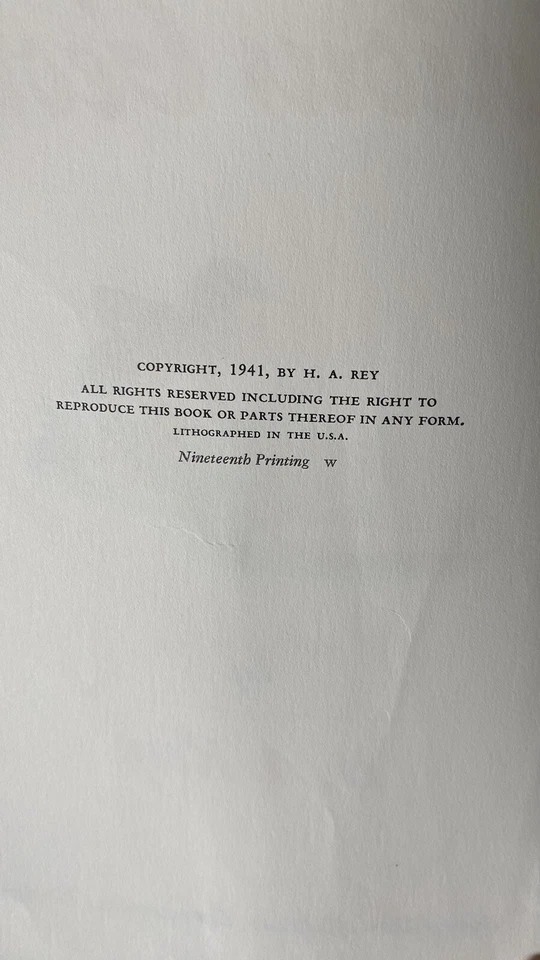 COPYRIGHT, 1941, BY H. A. REY
ALL RIGHTS RESERVED INCLUDING THE RIGHT TO
REPRODUCE THIS BOOK OR PARTS THEREOF IN ANY FORM.
LITHOGRAPHED IN THE U.S.A.
Nineteenth Printing W